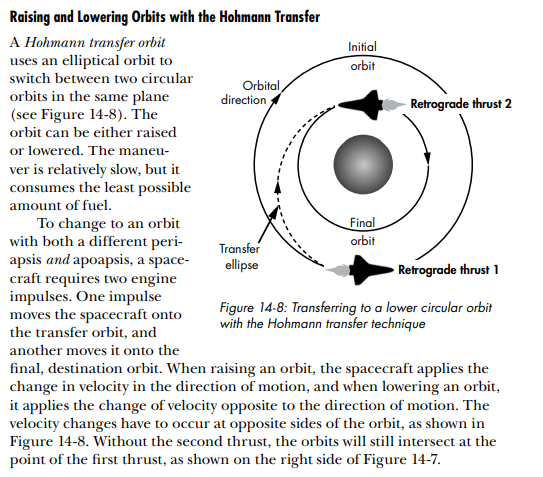 Raising and Lowering Orbits with the Hohmann Transfer
A Hohmann transfer orbit
uses an elliptical orbit to
switch between two circular
orbits in the same plane
(see Figure 14-8). The
orbit can be either raised
or lowered. The maneu-
ver is relatively slow, but it
consumes the least possible
amount of fuel.
To change to an orbit
with both a different peri-
apsis and apoapsis, a space-
craft requires two engine
impulses. One impulse
moves the spacecraft onto
the transfer orbit, and
another moves it onto the
final, destination orbit. When raising an orbit, the spacecraft applies the
change in velocity in the direction of motion, and when lowering an orbit,
it applies the change of velocity opposite to the direction of motion. The
velocity changes have to occur at opposite sides of the orbit, as shown in
Figure 14-8. Without the second thrust, the orbits will still intersect at the
point of the first thrust, as shown on the right side of Figure 14-7.
Initial
orbit
Orbital
direction
Retrograde thrust 2
Final
orbit
Transfer
ellipse
Retrograde thrust 1
Figure 14-8: Transferring to a lower circular orbit
with the Hohmann transfer technique